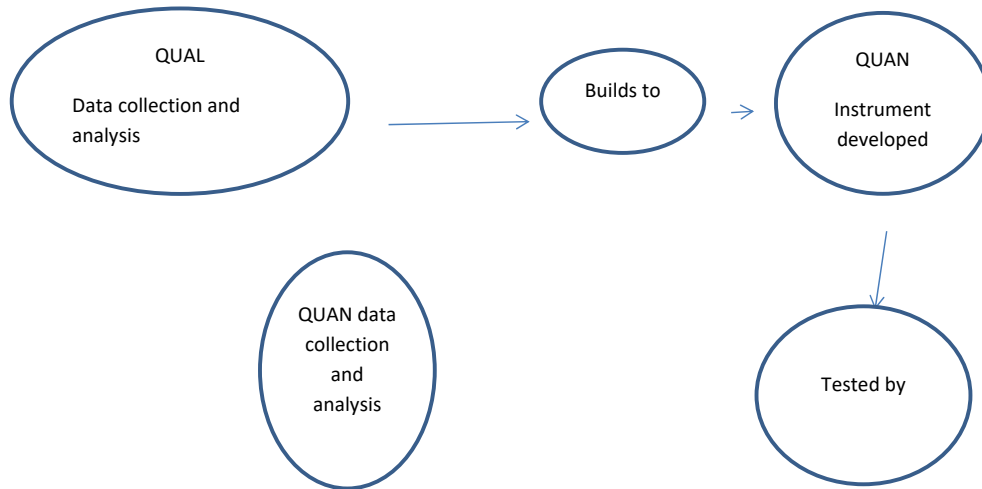 QUAL
Data collection and
analysis
Builds to
QUAN
Instrument
developed
QUAN data
collection
and
analysis
Tested by